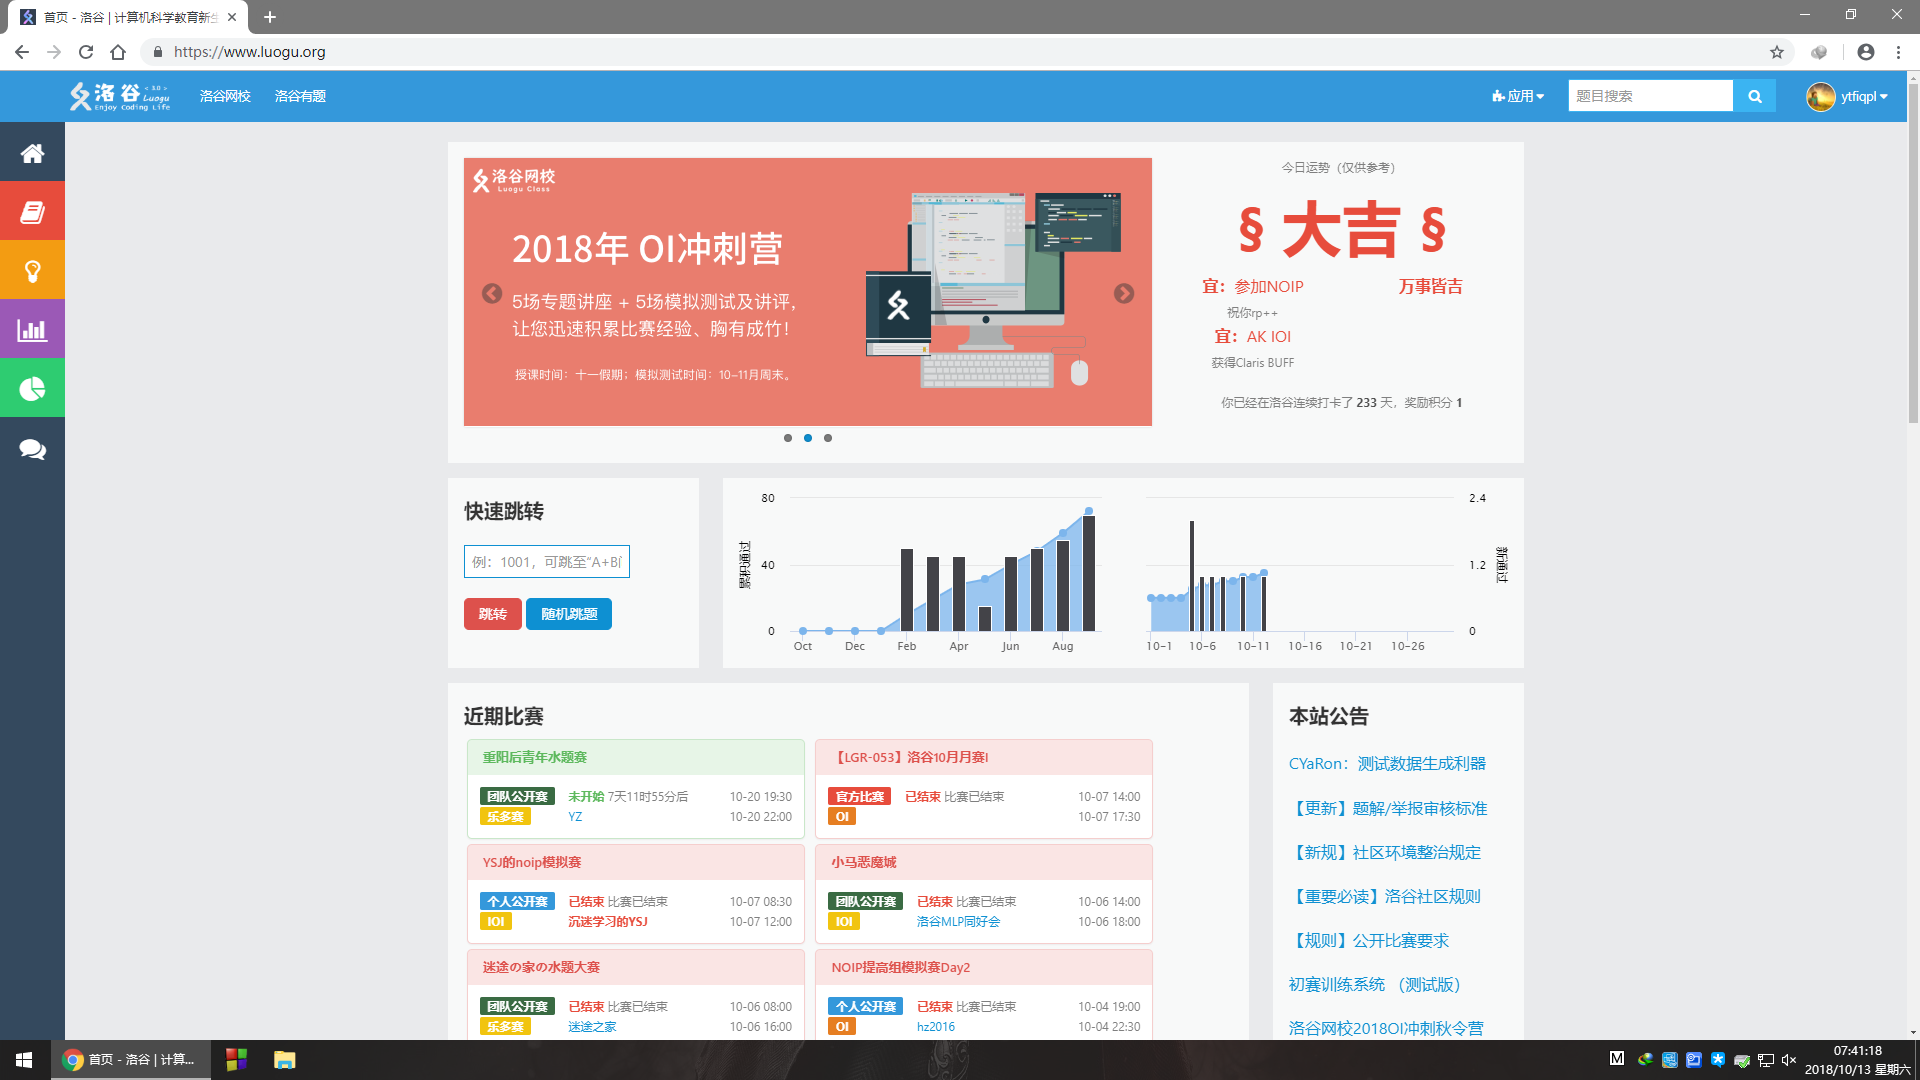 首页 - 洛谷 | 计算机科学教育新生
https://www.luogu.org
洛谷 < 3.0 > Luogu
Enjoy Coding Life
洛谷网校
洛谷有题
应用
题目搜索
ytfiqpl
洛谷网校
Luogu Class
2018年 OI冲刺营
5场专题讲座 + 5场模拟测试及讲评，
让您迅速积累比赛经验、胸有成竹！
授课时间：十一假期；模拟测试时间：10-11月周末。
今日运势（仅供参考）
§ 大吉 §
宜：参加NOIP
万事皆吉
祝你rp++
宜：AK IOI
获得Claris BUFF
你已经在洛谷连续打卡了 233 天，奖励积分 1
快速跳转
例：1001，可跳至“A+B问
跳转
随机跳题
累积通过
80
40
0
Oct Dec Feb Apr Jun Aug
新通过
2.4
1.2
0
10-1 10-6 10-11 10-16 10-21 10-26
近期比赛
重阳后青年水题赛
团队公开赛 未开始 7天11时55分后 10-20 19:30
乐多赛 YZ 10-20 22:00
【LGR-053】洛谷10月月赛I
官方比赛 已结束 比赛已结束 10-07 14:00
OI 10-07 17:30
YSJ的noip模拟赛
个人公开赛 已结束 比赛已结束 10-07 08:30
IOI 沉迷学习的YSJ 10-07 12:00
小马恶魔城
团队公开赛 已结束 比赛已结束 10-06 14:00
IOI 洛谷MLP同好会 10-06 18:00
迷途の家の水题大赛
团队公开赛 已结束 比赛已结束 10-06 08:00
乐多赛 迷途之家 10-06 16:00
NOIP提高组模拟赛Day2
个人公开赛 已结束 比赛已结束 10-04 19:00
OI hz2016 10-04 22:30
本站公告
CYaRon：测试数据生成利器
【更新】题解/举报审核标准
【新规】社区环境整治规定
【重要必读】洛谷社区规则
【规则】公开比赛要求
初赛训练系统 （测试版）
洛谷网校2018OI冲刺秋令营
首页 - 洛谷 | 计算...
M
07:41:18
2018/10/13 星期六